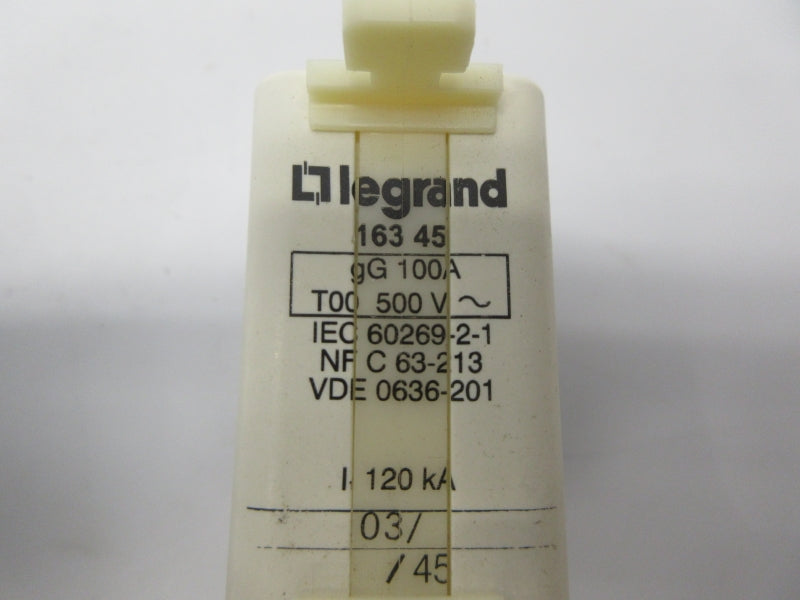 legrand
163 45
gG 100A
T00 500 V ~
IEC 60269-2-1
NF C 63-213
VDE 0636-201
120 kA
03/
/45